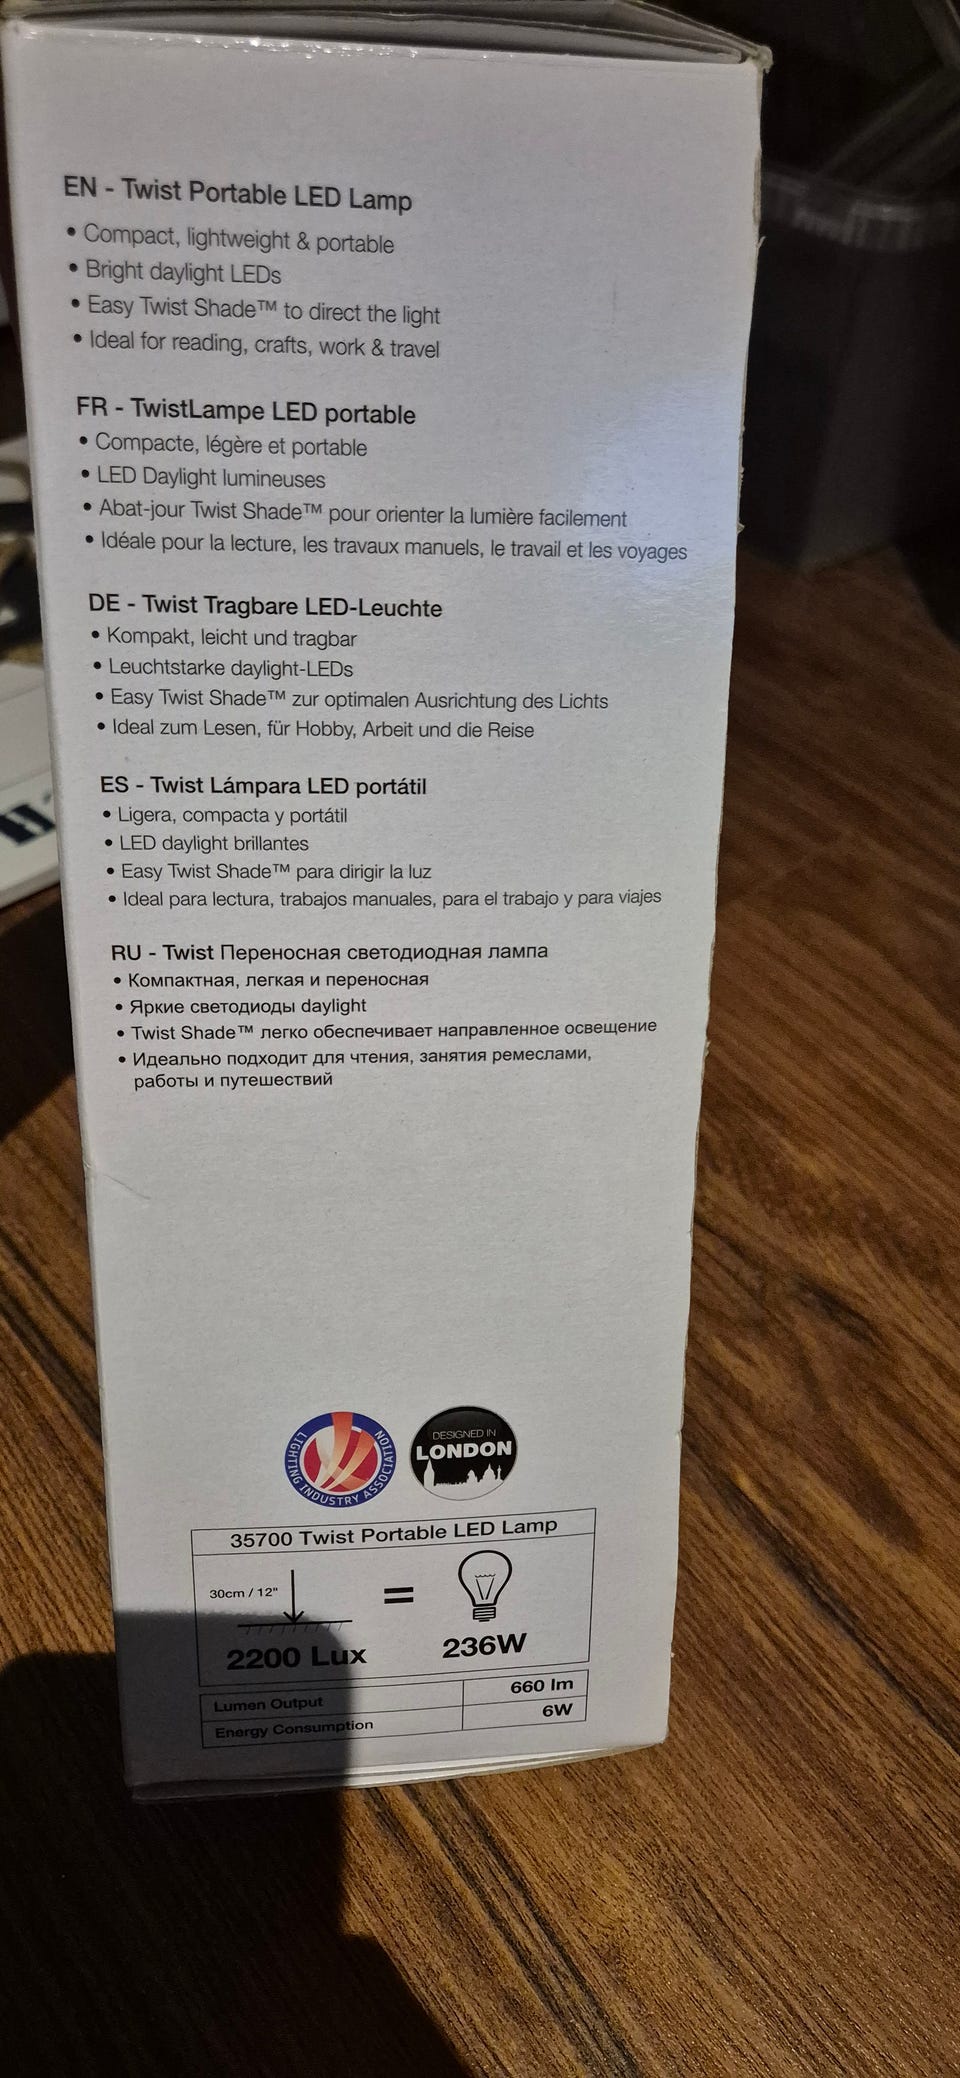 EN - Twist Portable LED Lamp
• Compact, lightweight & portable
• Bright daylight LEDs
• Easy Twist Shade™ to direct the light
• Ideal for reading, crafts, work & travel
FR - TwistLampe LED portable
• Compacte, légère et portable
• LED Daylight lumineuses
• Abat-jour Twist Shade™ pour orienter la lumière facilement
• Idéale pour la lecture, les travaux manuels, le travail et les voyages
DE - Twist Tragbare LED-Leuchte
• Kompakt, leicht und tragbar
• Leuchtstarke daylight-LEDs
• Easy Twist Shade™ zur optimalen Ausrichtung des Lichts
• Ideal zum Lesen, für Hobby, Arbeit und die Reise
ES - Twist Lámpara LED portátil
• Ligera, compacta y portátil
• LED daylight brillantes
• Easy Twist Shade™ para dirigir la luz
• Ideal para lectura, trabajos manuales, para el trabajo y para viajes
RU - Twist Переносная светодиодная лампа
• Компактная, легкая и переносная
• Яркие светодиоды daylight
• Twist Shade™ легко обеспечивает направленное освещение
• Идеально подходит для чтения, занятия ремеслами,
работы и путешествий
LIGHTING INDUSTRY ASSOCIATION
DESIGNED IN
LONDON
35700 Twist Portable LED Lamp
30cm / 12"
=
2200 Lux
236W
Lumen Output 660 lm
Energy Consumption 6W